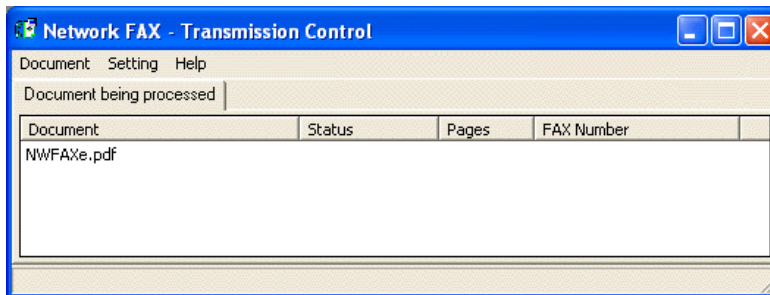 Network FAX - Transmission Control
Document Setting Help
Document being processed
Document Status Pages FAX Number
NWFAXe.pdf